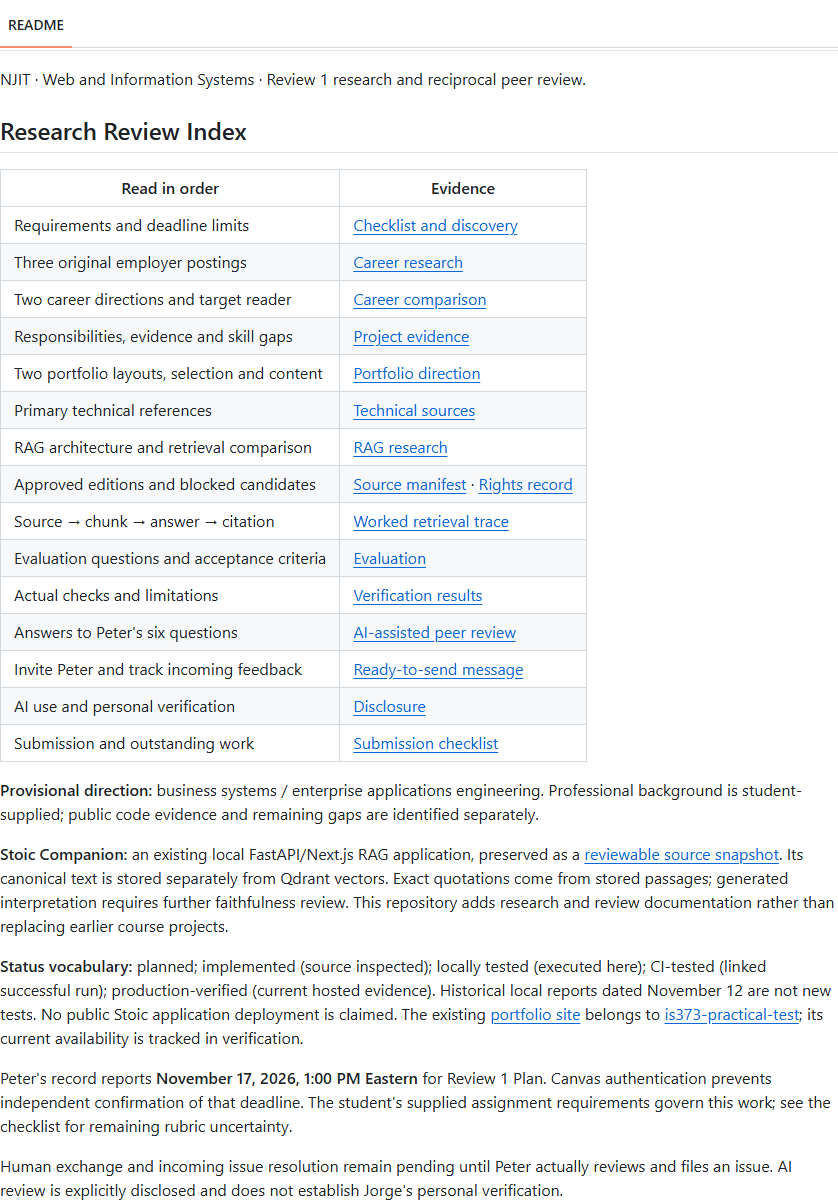 README
NJIT · Web and Information Systems · Review 1 research and reciprocal peer review.
Research Review Index
Read in order Evidence
Requirements and deadline limits Checklist and discovery
Three original employer postings Career research
Two career directions and target reader Career comparison
Responsibilities, evidence and skill gaps Project evidence
Two portfolio layouts, selection and content Portfolio direction
Primary technical references Technical sources
RAG architecture and retrieval comparison RAG research
Approved editions and blocked candidates Source manifest · Rights record
Source → chunk → answer → citation Worked retrieval trace
Evaluation questions and acceptance criteria Evaluation
Actual checks and limitations Verification results
Answers to Peter's six questions AI-assisted peer review
Invite Peter and track incoming feedback Ready-to-send message
AI use and personal verification Disclosure
Submission and outstanding work Submission checklist
Provisional direction: business systems / enterprise applications engineering. Professional background is student-
supplied; public code evidence and remaining gaps are identified separately.
Stoic Companion: an existing local FastAPI/Next.js RAG application, preserved as a reviewable source snapshot. Its
canonical text is stored separately from Qdrant vectors. Exact quotations come from stored passages; generated
interpretation requires further faithfulness review. This repository adds research and review documentation rather than
replacing earlier course projects.
Status vocabulary: planned; implemented (source inspected); locally tested (executed here); CI-tested (linked
successful run); production-verified (current hosted evidence). Historical local reports dated November 12 are not new
tests. No public Stoic application deployment is claimed. The existing portfolio site belongs to is373-practical-test; its
current availability is tracked in verification.
Peter's record reports November 17, 2026, 1:00 PM Eastern for Review 1 Plan. Canvas authentication prevents
independent confirmation of that deadline. The student's supplied assignment requirements govern this work; see the
checklist for remaining rubric uncertainty.
Human exchange and incoming issue resolution remain pending until Peter actually reviews and files an issue. AI
review is explicitly disclosed and does not establish Jorge's personal verification.